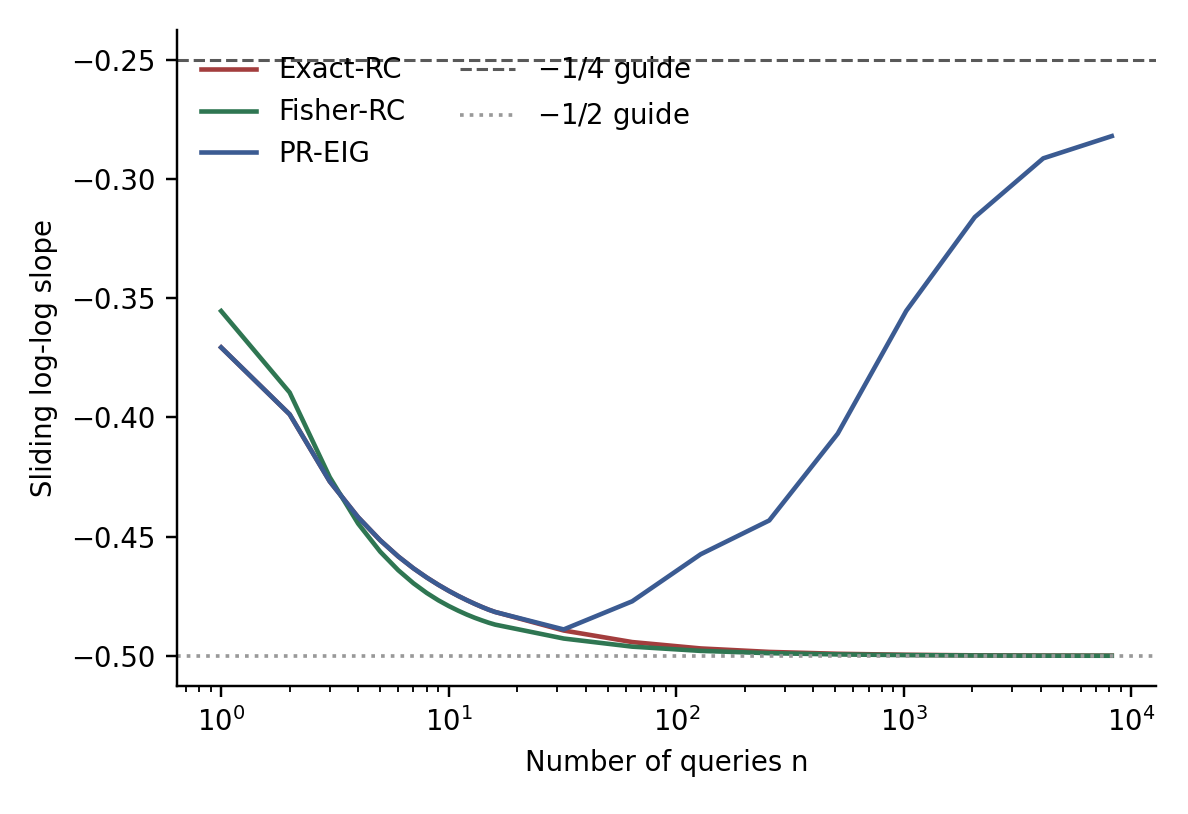 −0.25
−0.30
−0.35
−0.40
−0.45
−0.50
Sliding log-log slope
Exact-RC
Fisher-RC
PR-EIG
−1/4 guide
−1/2 guide
10⁰ 10¹ 10² 10³ 10⁴
Number of queries n